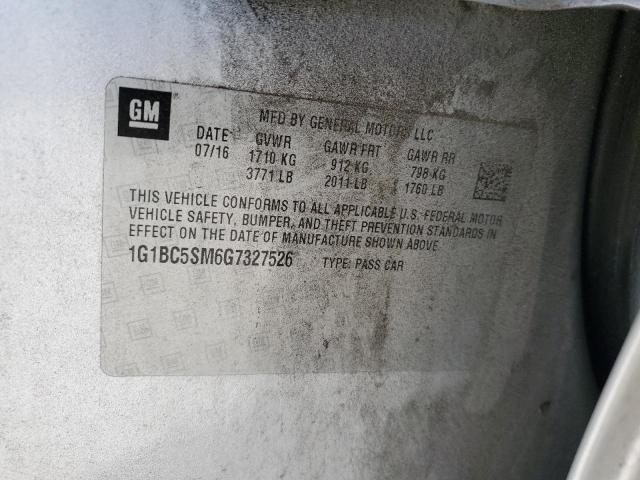 GM
MFD BY GENERAL MOTORS LLC
DATE GVWR GAWR FRT GAWR RR
07/16 1710 KG 912 KG 798 KG
3771 LB 2011 LB 1760 LB
THIS VEHICLE CONFORMS TO ALL APPLICABLE U.S. FEDERAL MOTOR
VEHICLE SAFETY, BUMPER, AND THEFT PREVENTION STANDARDS IN
EFFECT ON THE DATE OF MANUFACTURE SHOWN ABOVE
1G1BC5SM6G7327526 TYPE: PASS CAR